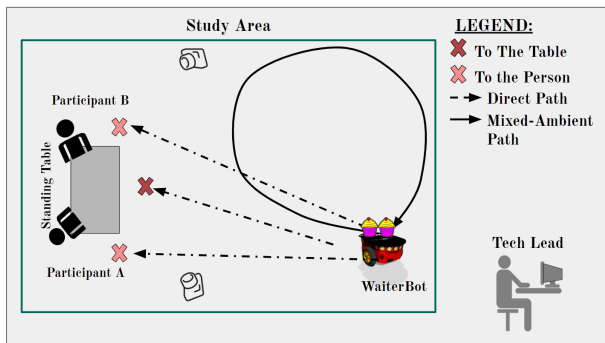 Study Area
LEGEND:
To The Table
To the Person
Direct Path
Mixed-Ambient
Path
Participant B
Standing Table
Participant A
WaiterBot
Tech Lead